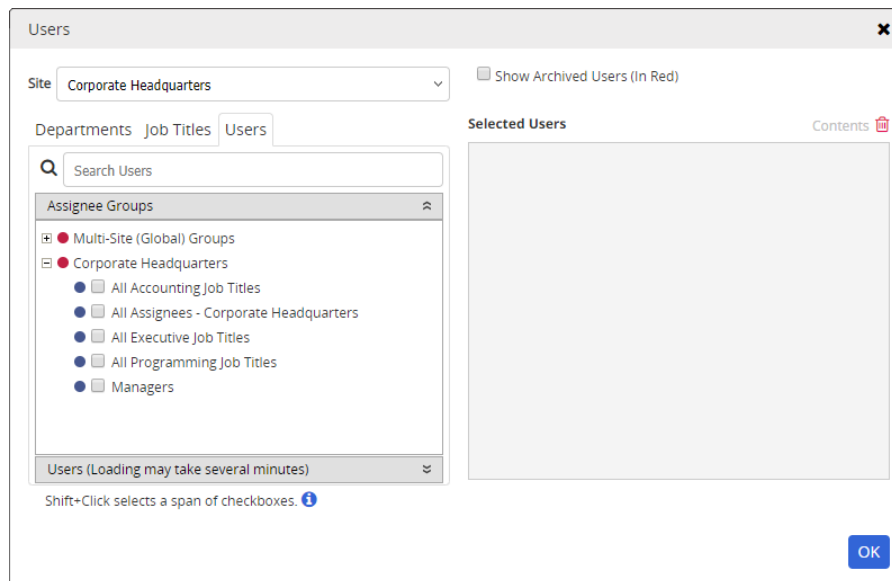 Users
Site Corporate Headquarters
Show Archived Users (In Red)
Departments Job Titles Users
Selected Users Contents
Search Users
Assignee Groups
Multi-Site (Global) Groups
Corporate Headquarters
All Accounting Job Titles
All Assignees - Corporate Headquarters
All Executive Job Titles
All Programming Job Titles
Managers
Users (Loading may take several minutes)
Shift+Click selects a span of checkboxes.
OK